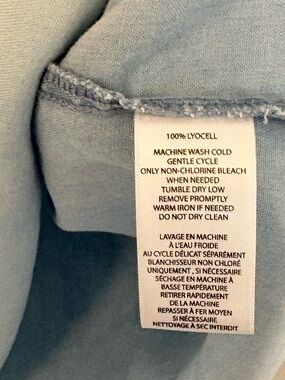 100% LYOCELL
MACHINE WASH COLD
GENTLE CYCLE
ONLY NON-CHLORINE BLEACH
WHEN NEEDED
TUMBLE DRY LOW
REMOVE PROMPTLY
WARM IRON IF NEEDED
DO NOT DRY CLEAN
LAVAGE EN MACHINE
À L'EAU FROIDE
AU CYCLE DÉLICAT SÉPARÉMENT
BLANCHISSEUR NON CHLORÉ
UNIQUEMENT, SI NÉCESSAIRE
SÉCHAGE EN MACHINE À
BASSE TEMPÉRATURE
RETIRER RAPIDEMENT
DE LA MACHINE
REPASSER À FER MOYEN
SI NÉCESSAIRE
NETTOYAGE À SEC INTERDIT